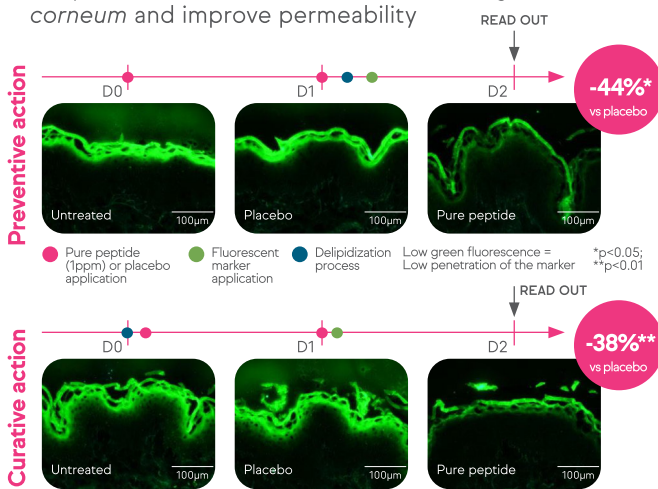 corneum and improve permeability
READ OUT
Preventive action
D0
D1
D2
-44%*
vs placebo
Untreated
100µm
Placebo
100µm
Pure peptide
100µm
Pure peptide
(1ppm) or placebo
application
Fluorescent
marker
application
Delipidization
process
Low green fluorescence =
Low penetration of the marker
*p<0.05;
**p<0.01
READ OUT
Curative action
D0
D1
D2
-38%**
vs placebo
Untreated
100µm
Placebo
100µm
Pure peptide
100µm